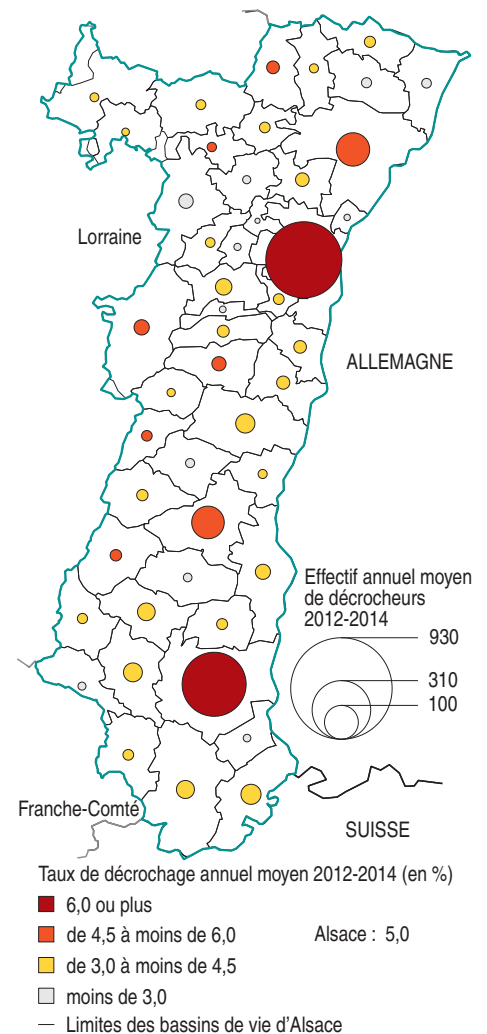 Lorraine
ALLEMAGNE
Effectif annuel moyen
de décrocheurs
2012-2014
930
310
100
Franche-Comté
SUISSE
Taux de décrochage annuel moyen 2012-2014 (en %)
6,0 ou plus
de 4,5 à moins de 6,0
Alsace : 5,0
de 3,0 à moins de 4,5
moins de 3,0
Limites des bassins de vie d'Alsace